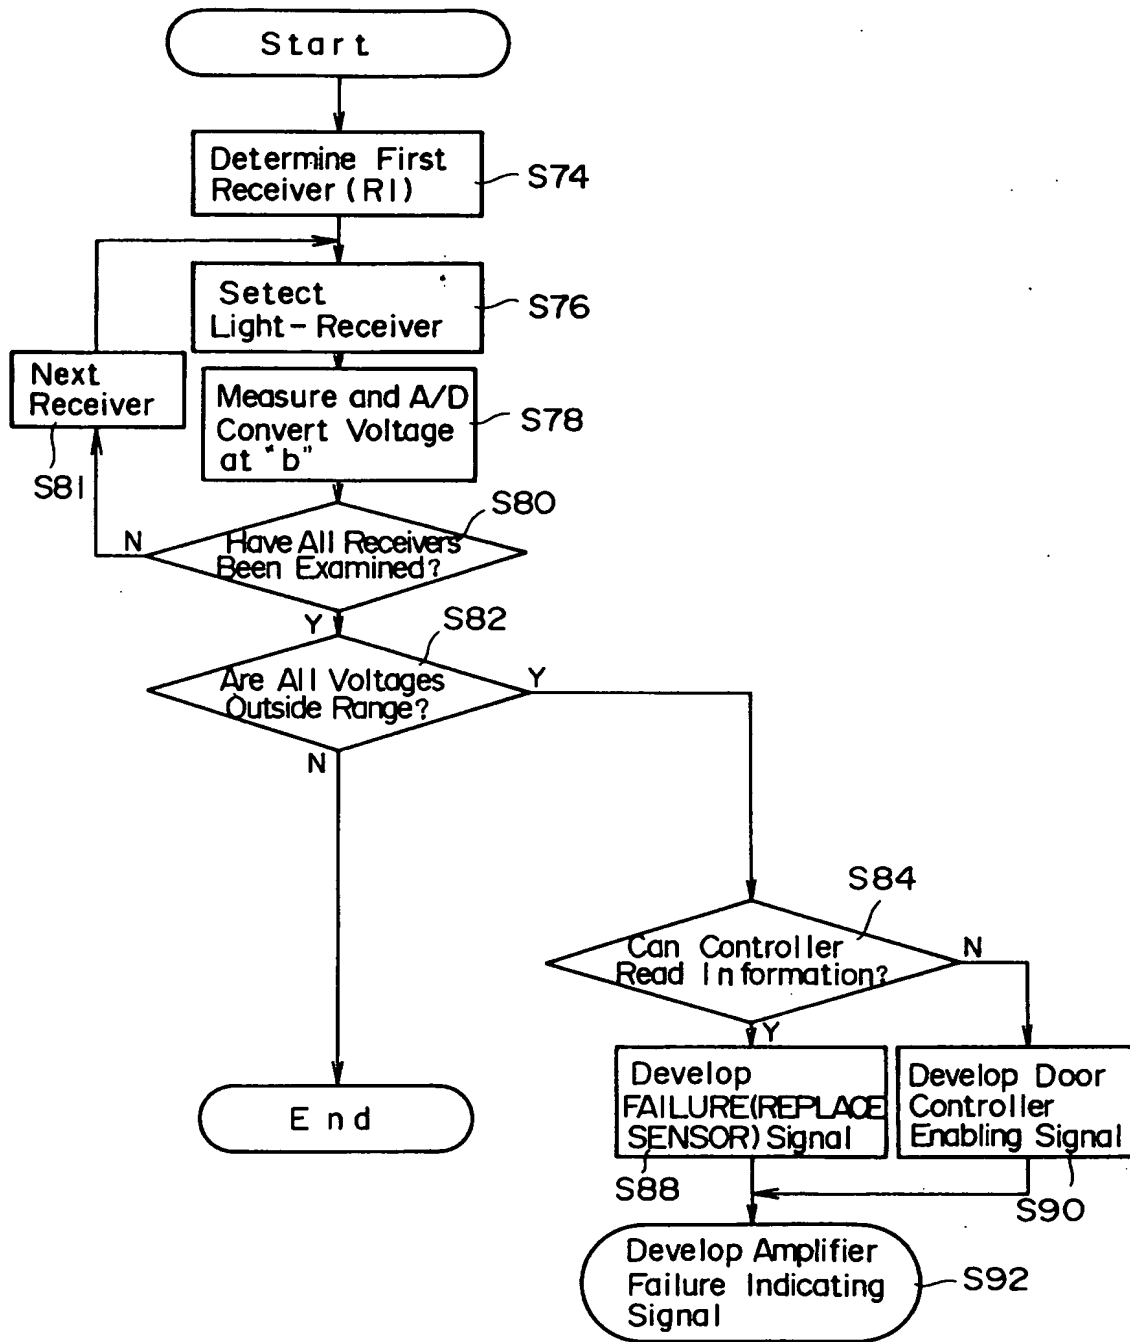 Start
Determine First
Receiver (R1)
S74
Setect
Light-Receiver
S76
Next
Receiver
S81
Measure and A/D
Convert Voltage
at "b"
S78
S80
N
Have All Receivers
Been Examined?
Y
S82
Are All Voltages
Outside Range?
Y
N
S84
Can Controller
Read Information?
N
Y
End
Develop
FAILURE(REPLACE
SENSOR) Signal
S88
Develop Door
Controller
Enabling Signal
S90
Develop Amplifier
Failure Indicating
Signal
S92